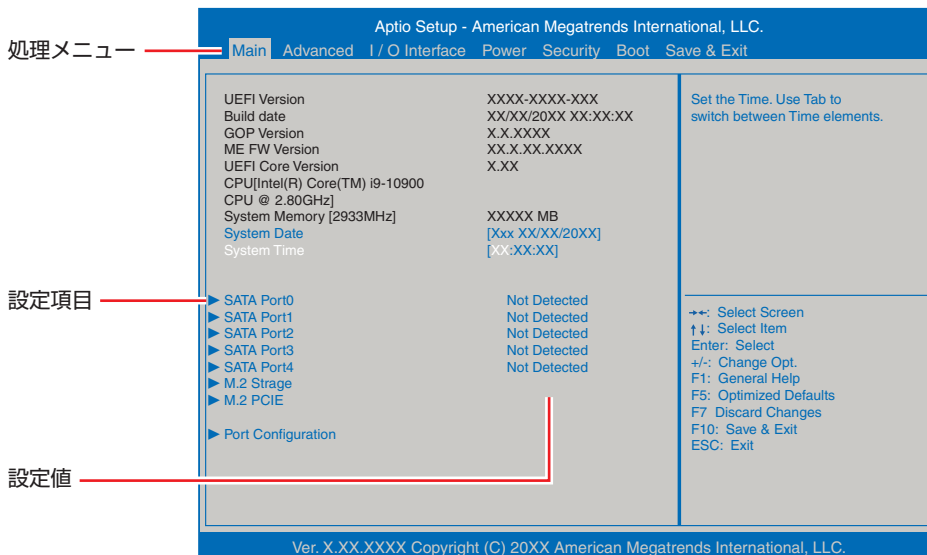 Aptio Setup - American Megatrends International, LLC.
処理メニュー
Main Advanced I / O Interface Power Security Boot Save & Exit
UEFI Version XXXX-XXXX-XXX
Build date XX/XX/20XX XX:XX:XX
GOP Version X.X.XXXX
ME FW Version XX.X.XX.XXXX
UEFI Core Version X.XX
CPU[Intel(R) Core(TM) i9-10900
CPU @ 2.80GHz]
System Memory [2933MHz] XXXXX MB
System Date [Xxx XX/XX/20XX]
System Time [XX:XX:XX]
Set the Time. Use Tab to
switch between Time elements.
設定項目
▶ SATA Port0 Not Detected
▶ SATA Port1 Not Detected
▶ SATA Port2 Not Detected
▶ SATA Port3 Not Detected
▶ SATA Port4 Not Detected
▶ M.2 Strage
▶ M.2 PCIE
▶ Port Configuration
設定値
→←: Select Screen
↑↓: Select Item
Enter: Select
+/-: Change Opt.
F1: General Help
F5: Optimized Defaults
F7 Discard Changes
F10: Save & Exit
ESC: Exit
Ver. X.XX.XXXX Copyright (C) 20XX American Megatrends International, LLC.